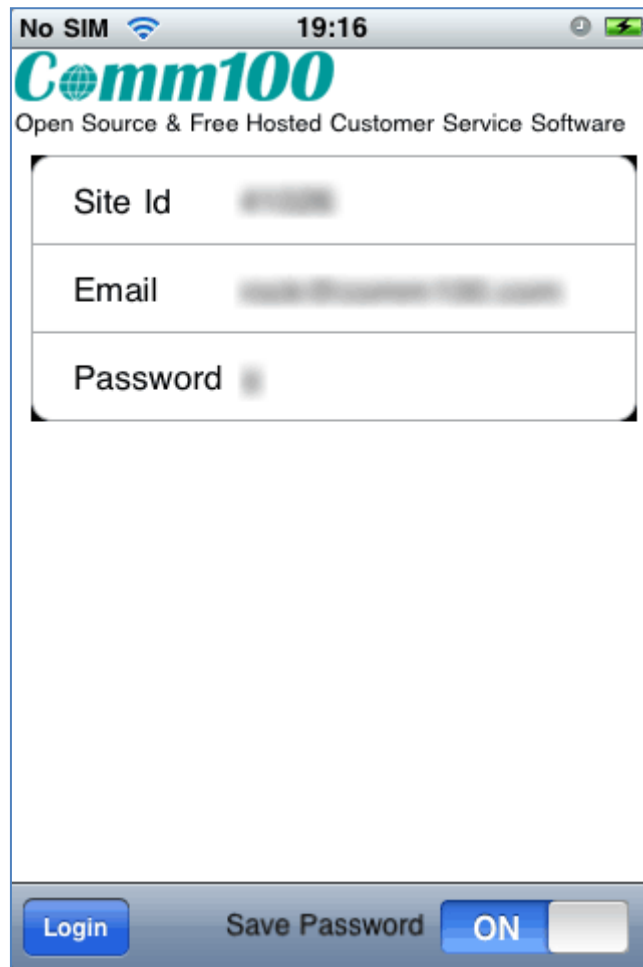 No SIM 19:16
Comm100
Open Source & Free Hosted Customer Service Software
Site Id
Email
Password
Login Save Password ON